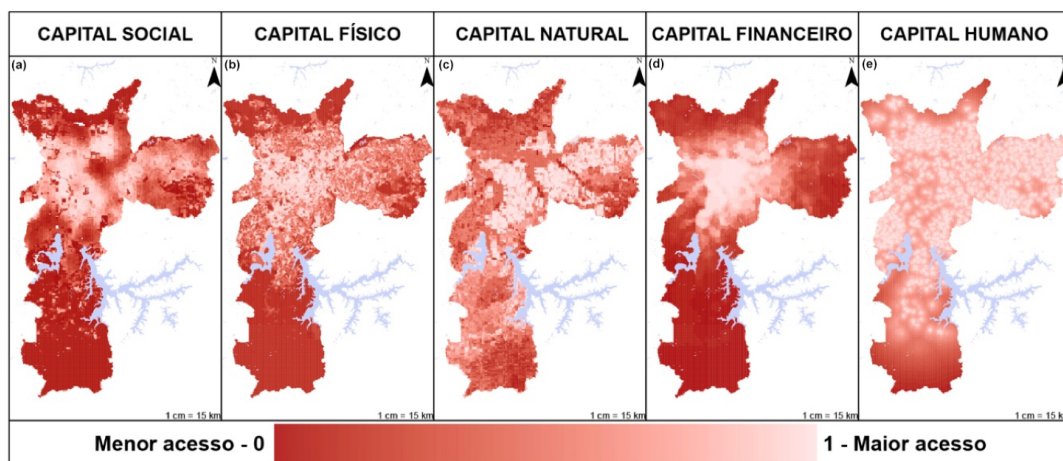 CAPITAL SOCIAL
CAPITAL FÍSICO
CAPITAL NATURAL
CAPITAL FINANCEIRO
CAPITAL HUMANO
(a)
N
(b)
N
(c)
N
(d)
N
(e)
N
1 cm = 15 km
1 cm = 15 km
1 cm = 15 km
1 cm = 15 km
1 cm = 15 km
Menor acesso - 0
1 - Maior acesso